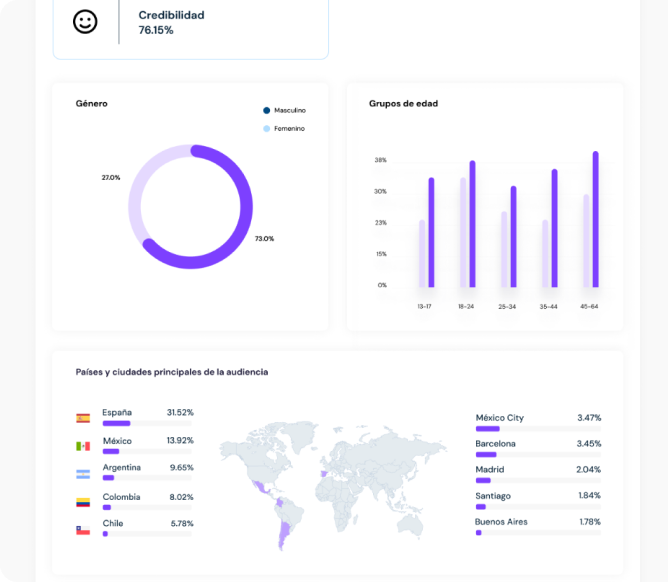 Credibilidad
76.15%
Género
Masculino
Femenino
27.0%
73.0%
Grupos de edad
38%
30%
23%
15%
0%
13-17
18-24
25-34
35-44
45-64
Países y ciudades principales de la audiencia
España 31.52%
México 13.92%
Argentina 9.65%
Colombia 8.02%
Chile 5.78%
México City 3.47%
Barcelona 3.45%
Madrid 2.04%
Santiago 1.84%
Buenos Aires 1.78%